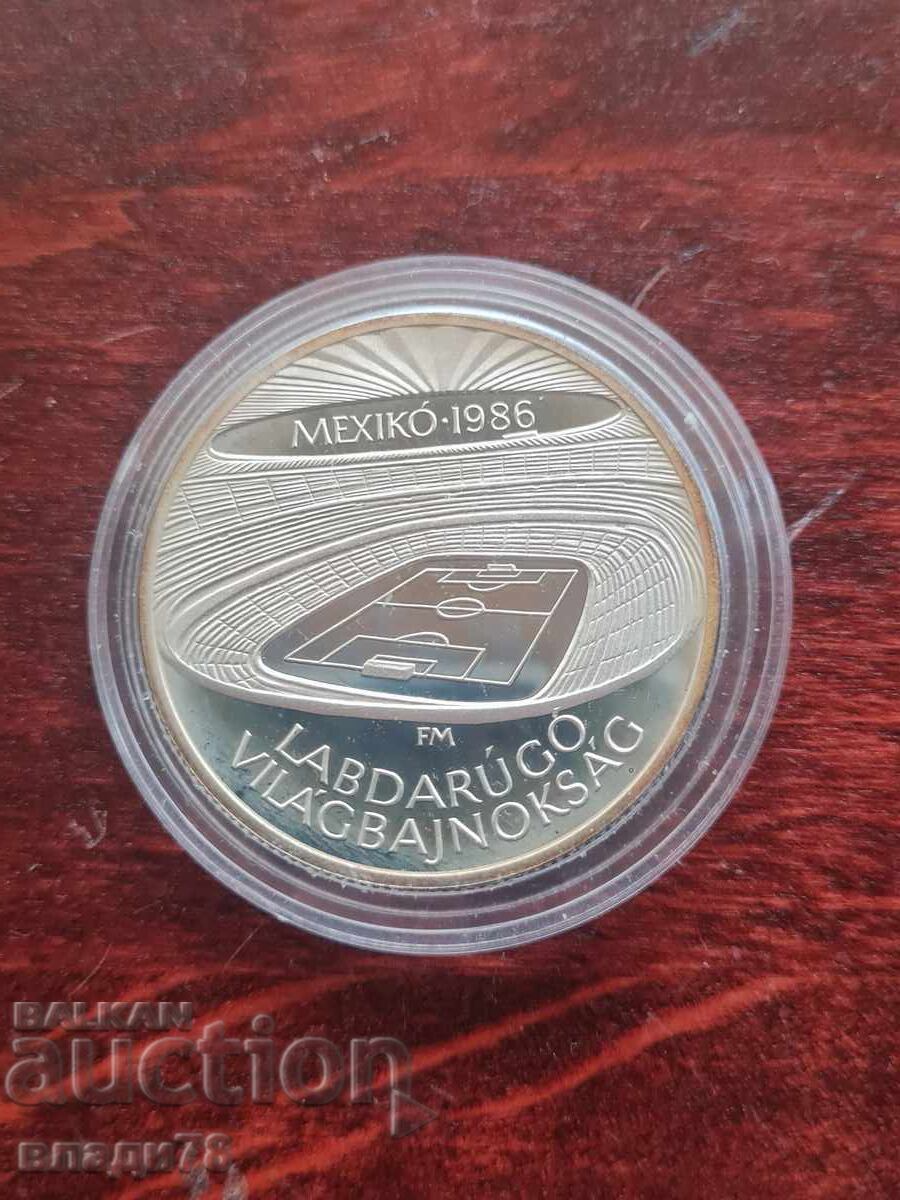 MEXIKÓ·1986
FM
LABDARÚGÓ
VILÁGBAJNOKSÁG
BALKAN
auction
влади78